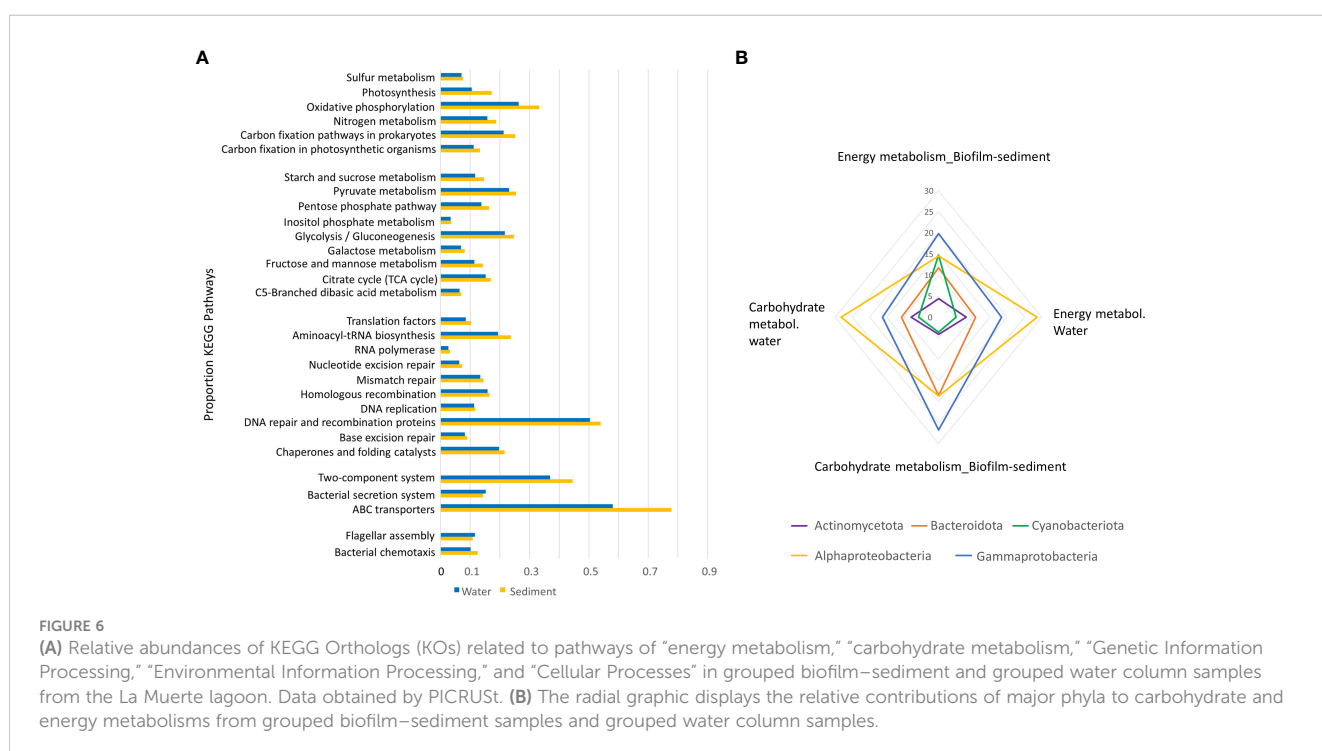 A
Sulfur metabolism
Photosynthesis
Oxidative phosphorylation
Nitrogen metabolism
Carbon fixation pathways in prokaryotes
Carbon fixation in photosynthetic organisms
Starch and sucrose metabolism
Pyruvate metabolism
Pentose phosphate pathway
Inositol phosphate metabolism
Glycolysis / Gluconeogenesis
Galactose metabolism
Fructose and mannose metabolism
Citrate cycle (TCA cycle)
C5-Branched dibasic acid metabolism
Translation factors
Aminoacyl-tRNA biosynthesis
RNA polymerase
Nucleotide excision repair
Mismatch repair
Homologous recombination
DNA replication
DNA repair and recombination proteins
Base excision repair
Chaperones and folding catalysts
Two-component system
Bacterial secretion system
ABC transporters
Flagellar assembly
Bacterial chemotaxis
Proportion KEGG Pathways
0 0.1 0.3 0.5 0.7 0.9
Water Sediment
B
Energy metabolism_Biofilm-sediment
30
25
20
15
10
5
0
Carbohydrate
metabol.
water
Energy metabol.
Water
Carbohydrate metabolism_Biofilm-sediment
Actinomycetota Bacteroidota Cyanobacteriota
Alphaproteobacteria Gammaprotobacteria
FIGURE 6
(A) Relative abundances of KEGG Orthologs (KOs) related to pathways of “energy metabolism,” “carbohydrate metabolism,” “Genetic Information
Processing,” “Environmental Information Processing,” and “Cellular Processes” in grouped biofilm–sediment and grouped water column samples
from the La Muerte lagoon. Data obtained by PICRUSt. (B) The radial graphic displays the relative contributions of major phyla to carbohydrate and
energy metabolisms from grouped biofilm–sediment samples and grouped water column samples.